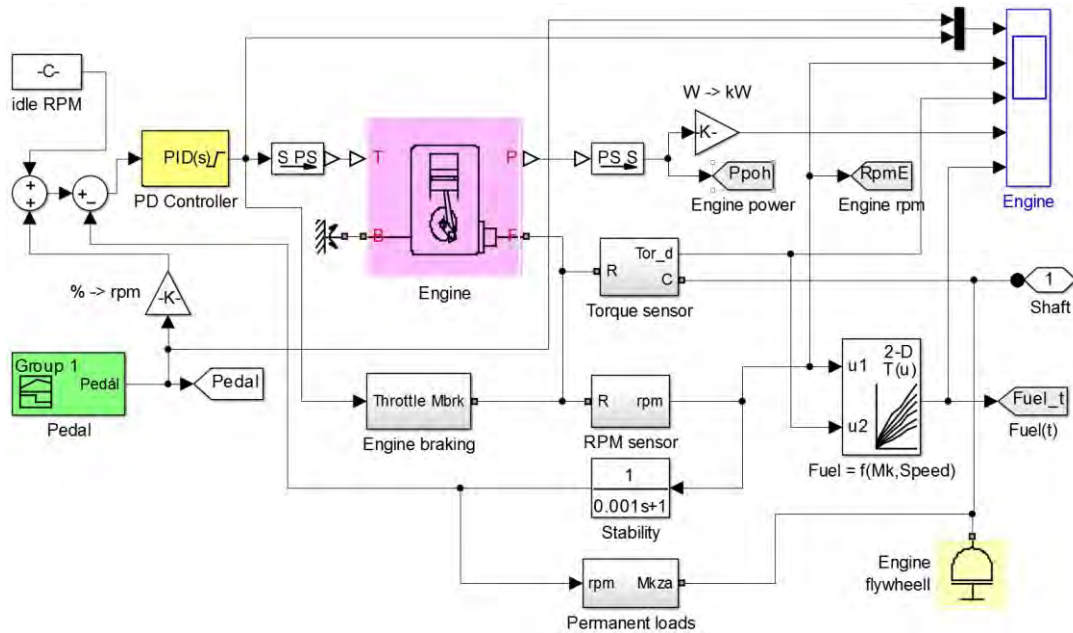 -C-
idle RPM
+
+
+
−
PID(s)
PD Controller
S PS
T
P
B
F
Engine
PS S
W -> kW
-K-
Ppoh
Engine power
RpmE
Engine rpm
Engine
% -> rpm
-K-
Tor_d
R
C
Torque sensor
1
Shaft
Group 1
Pedál
Pedal
Pedal
Throttle Mbrk
Engine braking
R
rpm
RPM sensor
2-D
T(u)
u1
u2
Fuel = f(Mk,Speed)
Fuel_t
Fuel(t)
1
0.001s+1
Stability
rpm
Mkza
Permanent loads
Engine
flywheell